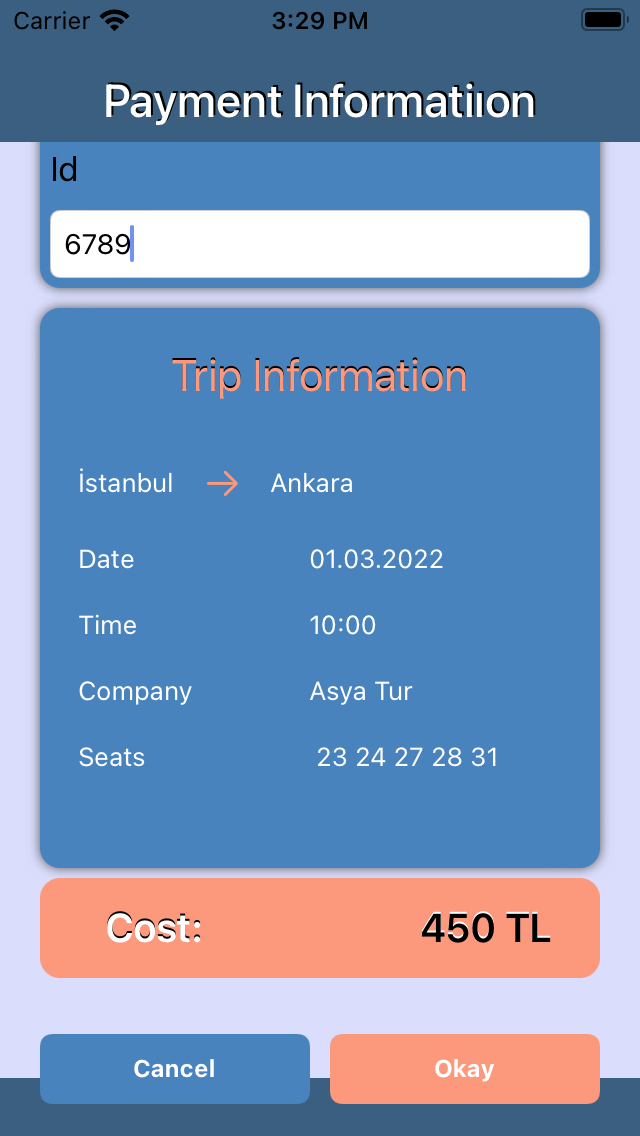 Carrier 3:29 PM
Payment Informatiıon
Id
6789
Trip Information
İstanbul → Ankara
Date 01.03.2022
Time 10:00
Company Asya Tur
Seats 23 24 27 28 31
Cost: 450 TL
Cancel Okay